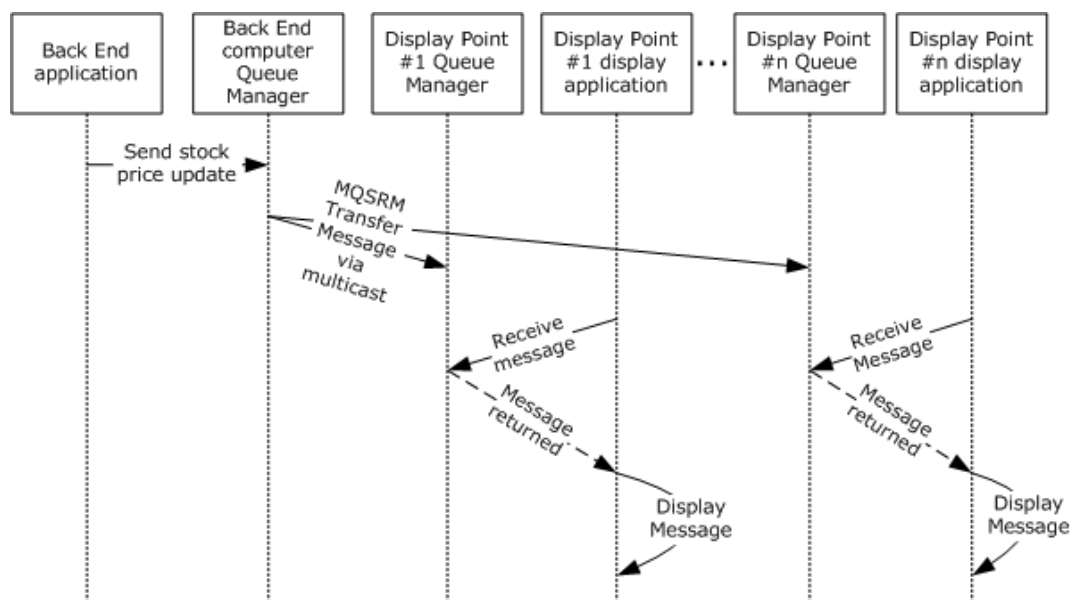 Back End
application
Back End
computer
Queue
Manager
Display Point
#1 Queue
Manager
Display Point
#1 display
application
...
Display Point
#n Queue
Manager
Display Point
#n display
application
Send stock
price update
MQSRM
Transfer
Message
via
multicast
Receive
message
Message
returned
Display
Message
Receive
Message
Message
returned
Display
Message